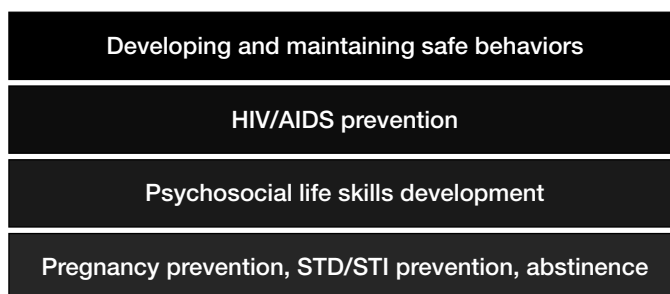 Developing and maintaining safe behaviors
HIV/AIDS prevention
Psychosocial life skills development
Pregnancy prevention, STD/STI prevention, abstinence